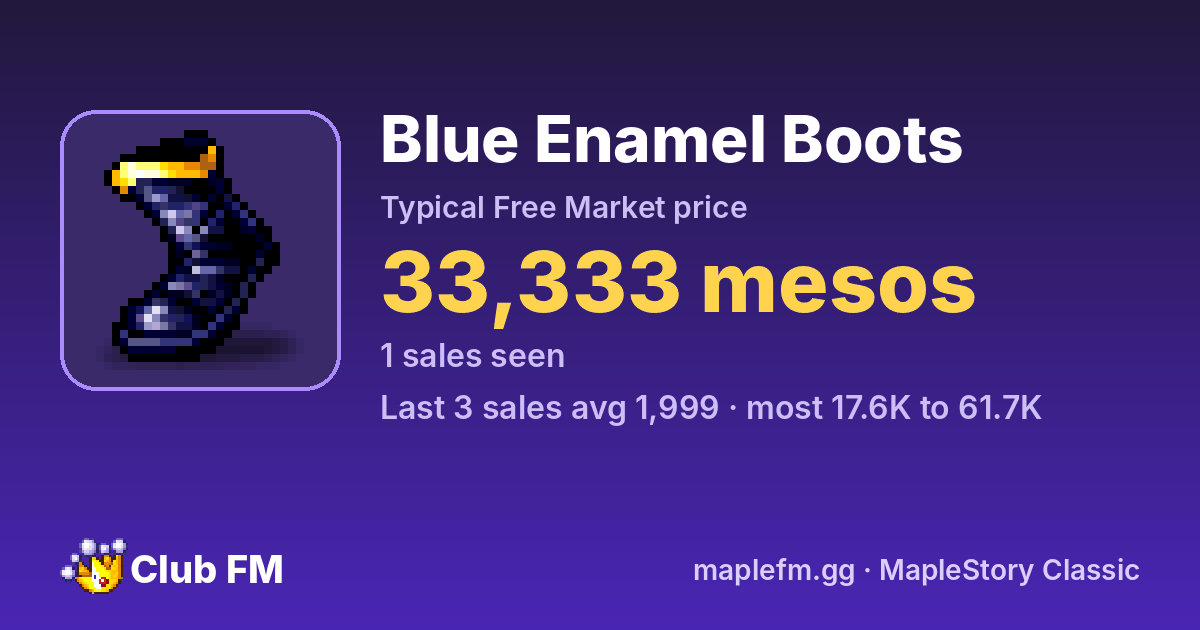 Blue Enamel Boots
Typical Free Market price
33,333 mesos
1 sales seen
Last 3 sales avg 1,999 · most 17.6K to 61.7K
Club FM
maplefm.gg · MapleStory Classic